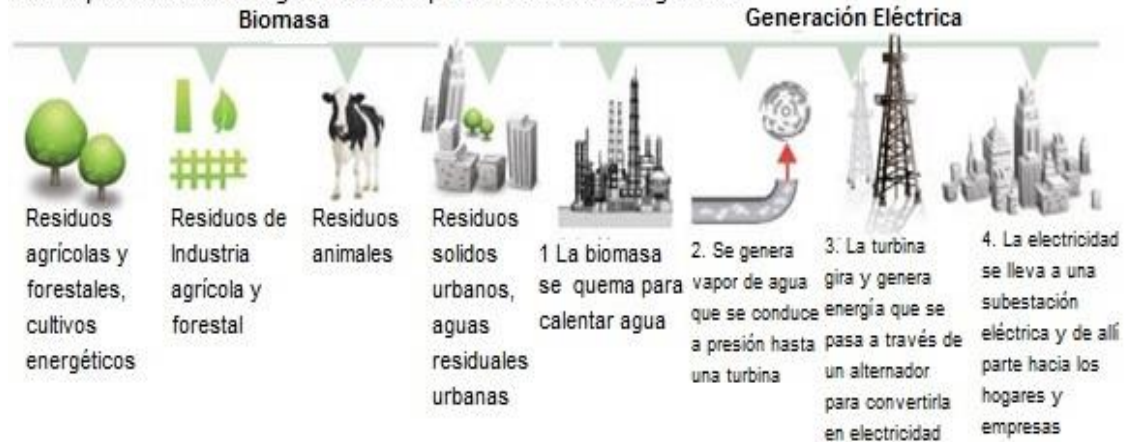 Biomasa
Generación Eléctrica
Residuos
agrícolas y
forestales,
cultivos
energéticos
Residuos de
Industria
agrícola y
forestal
Residuos
animales
Residuos
solidos
urbanos,
aguas
residuales
urbanas
1 La biomasa
se quema para
calentar agua
2. Se genera
vapor de agua
que se conduce
a presión hasta
una turbina
3. La turbina
gira y genera
energía que se
pasa a través de
un alternador
para convertirla
en electricidad
4. La electricidad
se lleva a una
subestación
eléctrica y de allí
parte hacia los
hogares y
empresas